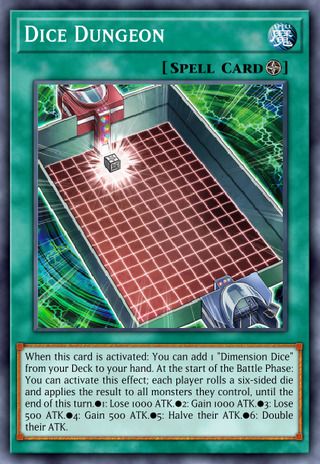 Dice Dungeon
魔
[Spell Card]
When this card is activated: You can add 1 "Dimension Dice"
from your Deck to your hand. At the start of the Battle Phase:
You can activate this effect; each player rolls a six-sided die
and applies the result to all monsters they control, until the
end of this turn.●1: Lose 1000 ATK.●2: Gain 1000 ATK.●3: Lose
500 ATK.●4: Gain 500 ATK.●5: Halve their ATK.●6: Double
their ATK.